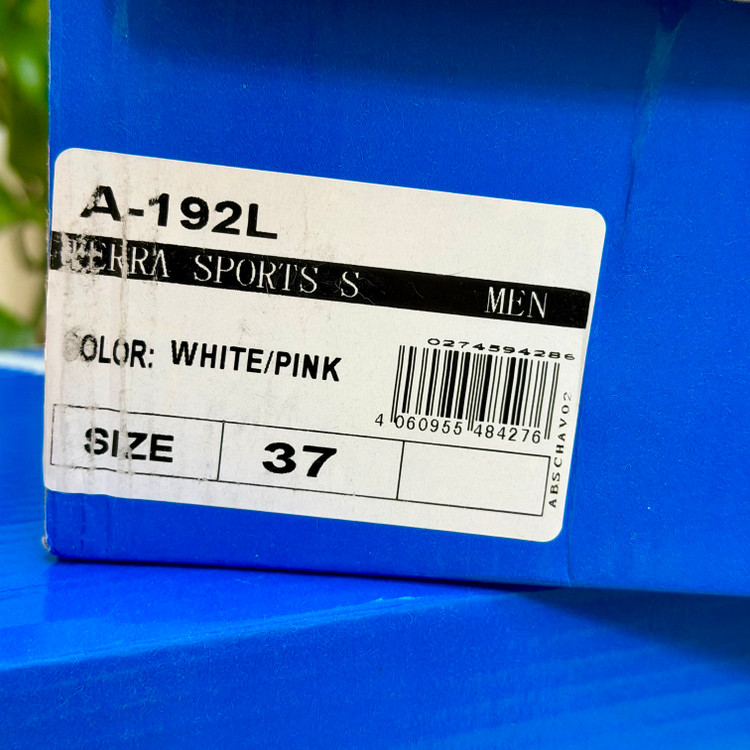 A-192L
SPORTS S MEN
COLOR: WHITE/PINK
0274594286
4 060955 484276
ABSCHAV02
SIZE 37